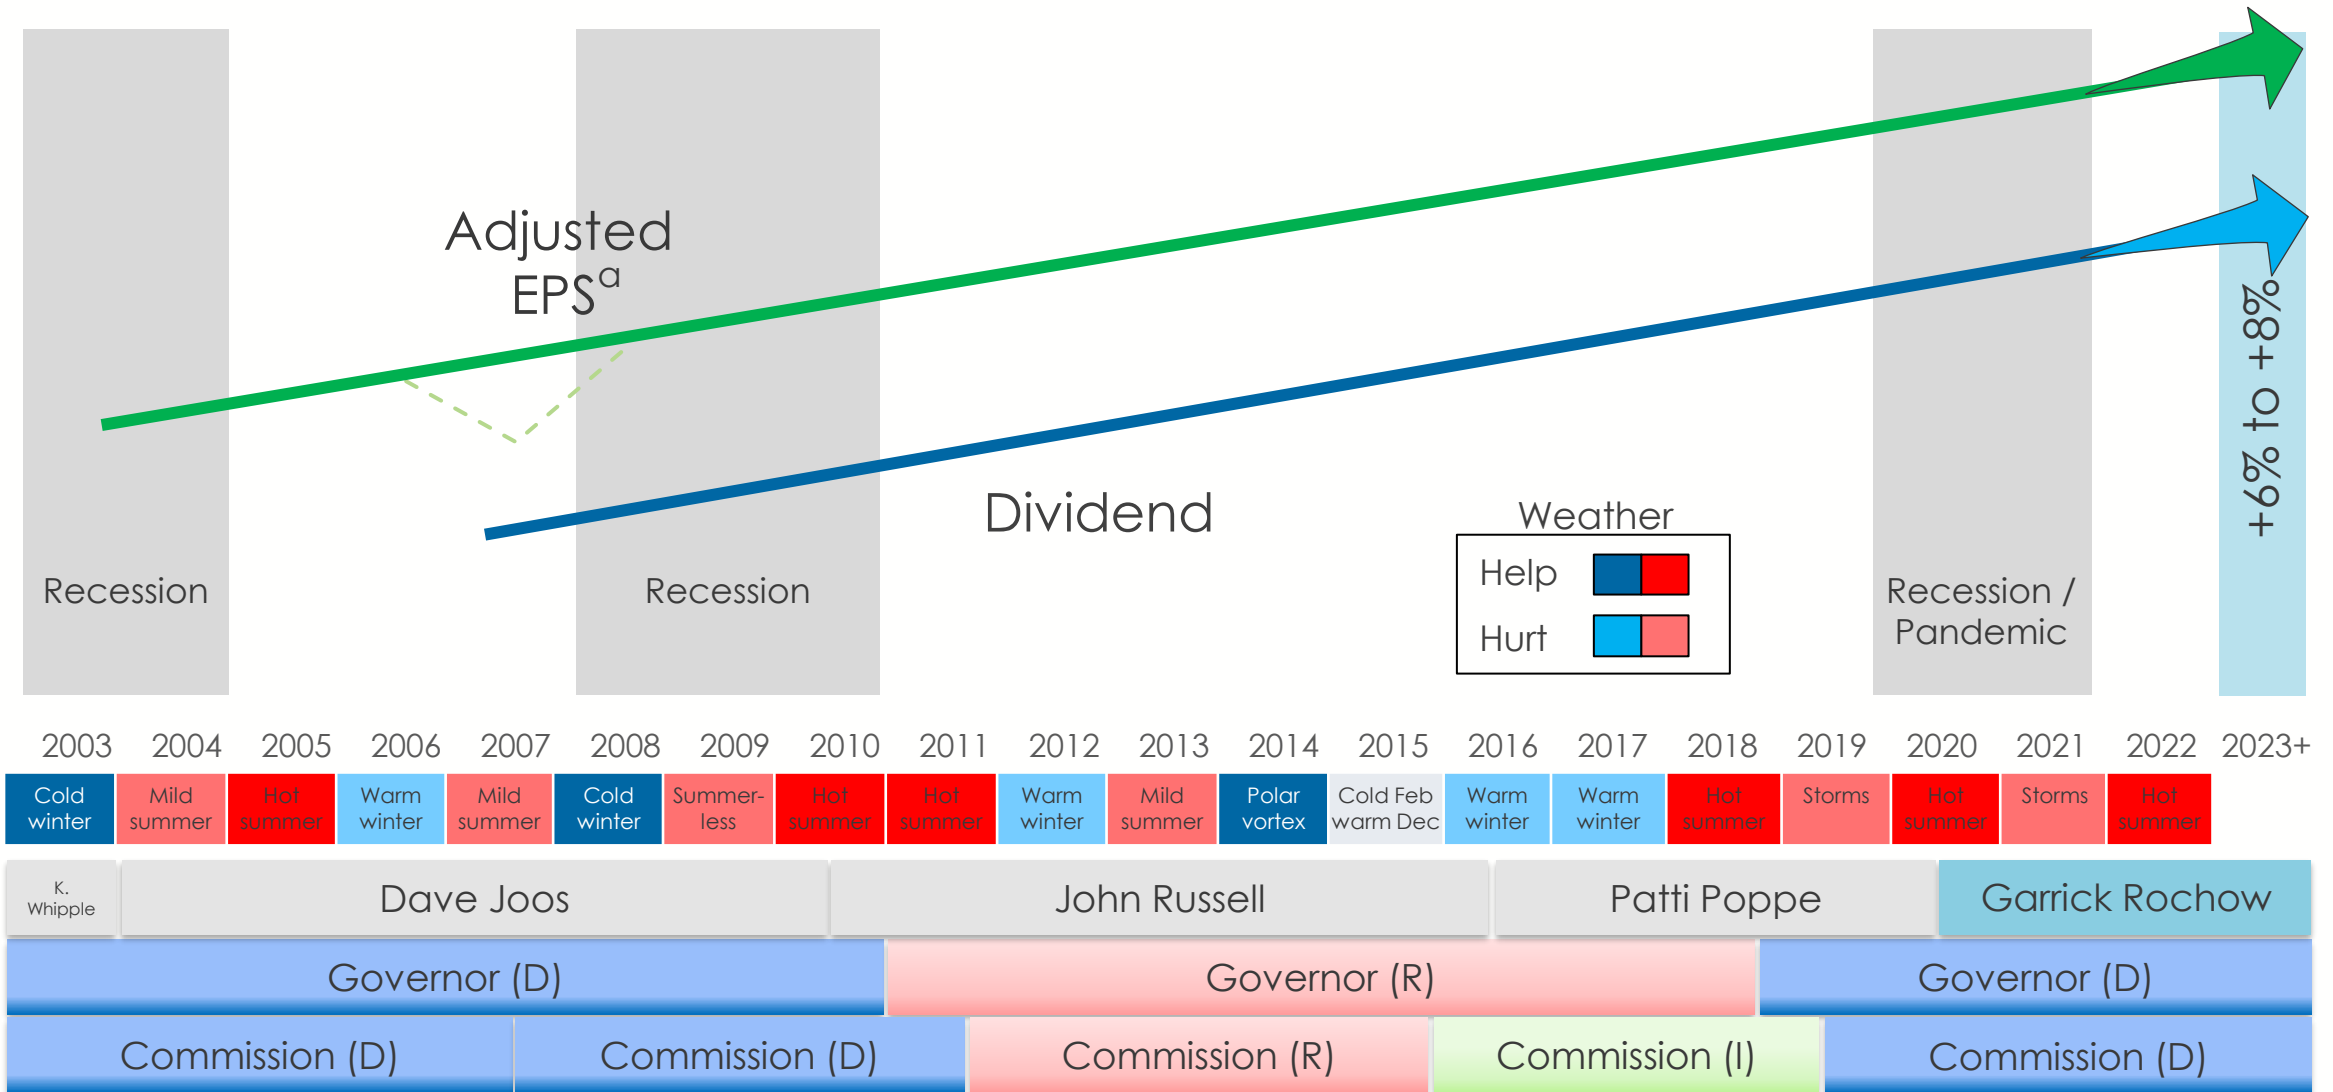 Adjusted
EPSᵃ
Dividend
Weather
Help
Hurt
Recession
Recession
Recession /
Pandemic
+6% to +8%
2003 2004 2005 2006 2007 2008 2009 2010 2011 2012 2013 2014 2015 2016 2017 2018 2019 2020 2021 2022 2023+
Cold
winter
Mild
summer
Hot
summer
Warm
winter
Mild
summer
Cold
winter
Summer-
less
Hot
summer
Hot
summer
Warm
winter
Mild
summer
Polar
vortex
Cold Feb
warm Dec
Warm
winter
Warm
winter
Hot
summer
Storms
Hot
summer
Storms
Hot
summer
K.
Whipple
Dave Joos
John Russell
Patti Poppe
Garrick Rochow
Governor (D)
Governor (R)
Governor (D)
Commission (D)
Commission (D)
Commission (R)
Commission (I)
Commission (D)